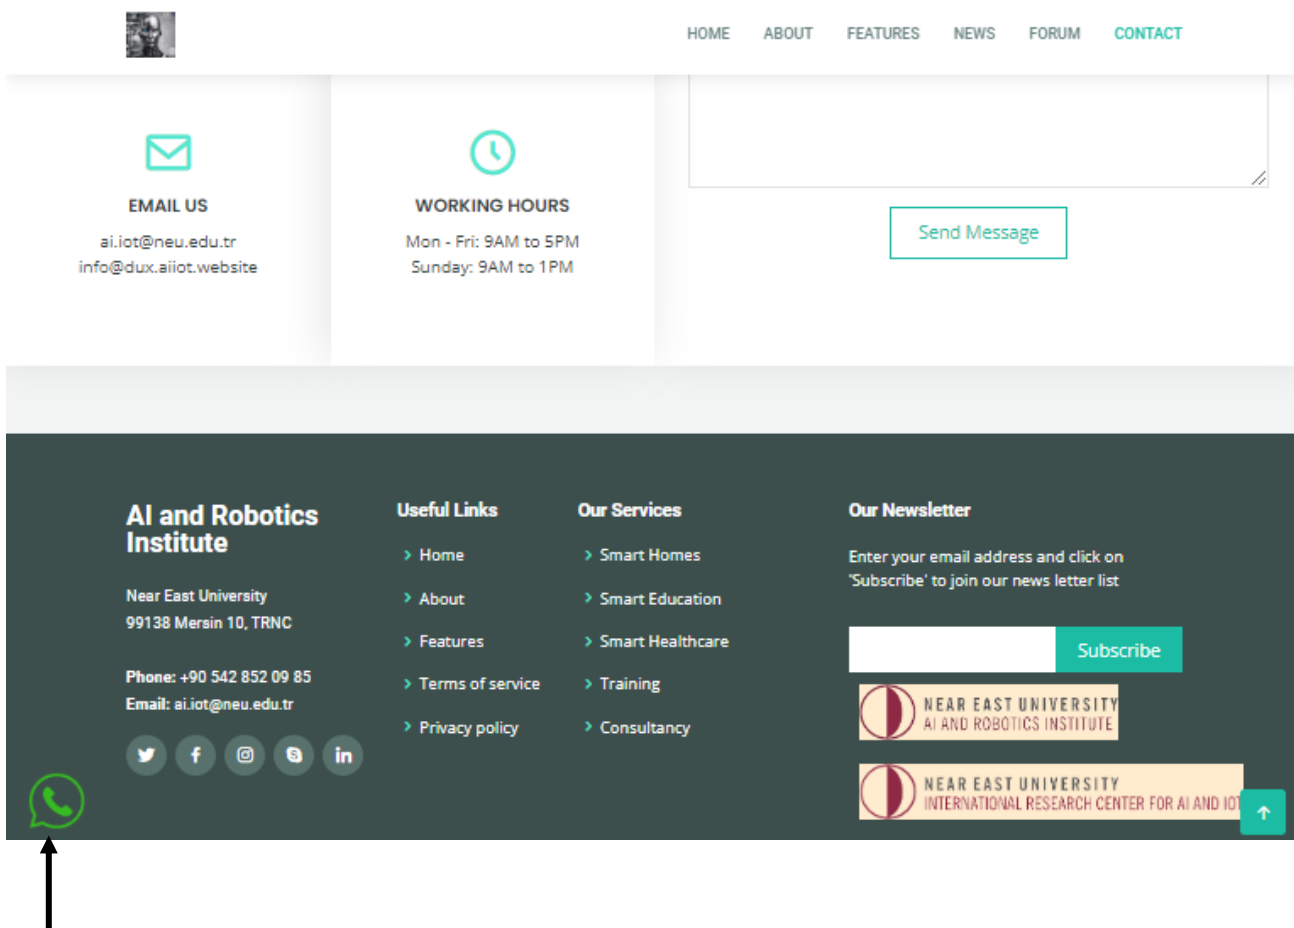 HOME ABOUT FEATURES NEWS FORUM CONTACT
EMAIL US
ai.iot@neu.edu.tr
info@dux.aiiot.website
WORKING HOURS
Mon - Fri: 9AM to 5PM
Sunday: 9AM to 1PM
Send Message
AI and Robotics
Institute
Near East University
99138 Mersin 10, TRNC
Phone: +90 542 852 09 85
Email: ai.iot@neu.edu.tr
Useful Links
Home
About
Features
Terms of service
Privacy policy
Our Services
Smart Homes
Smart Education
Smart Healthcare
Training
Consultancy
Our Newsletter
Enter your email address and click on
'Subscribe' to join our news letter list
Subscribe
NEAR EAST UNIVERSITY
AI AND ROBOTICS INSTITUTE
NEAR EAST UNIVERSITY
INTERNATIONAL RESEARCH CENTER FOR AI AND IOT